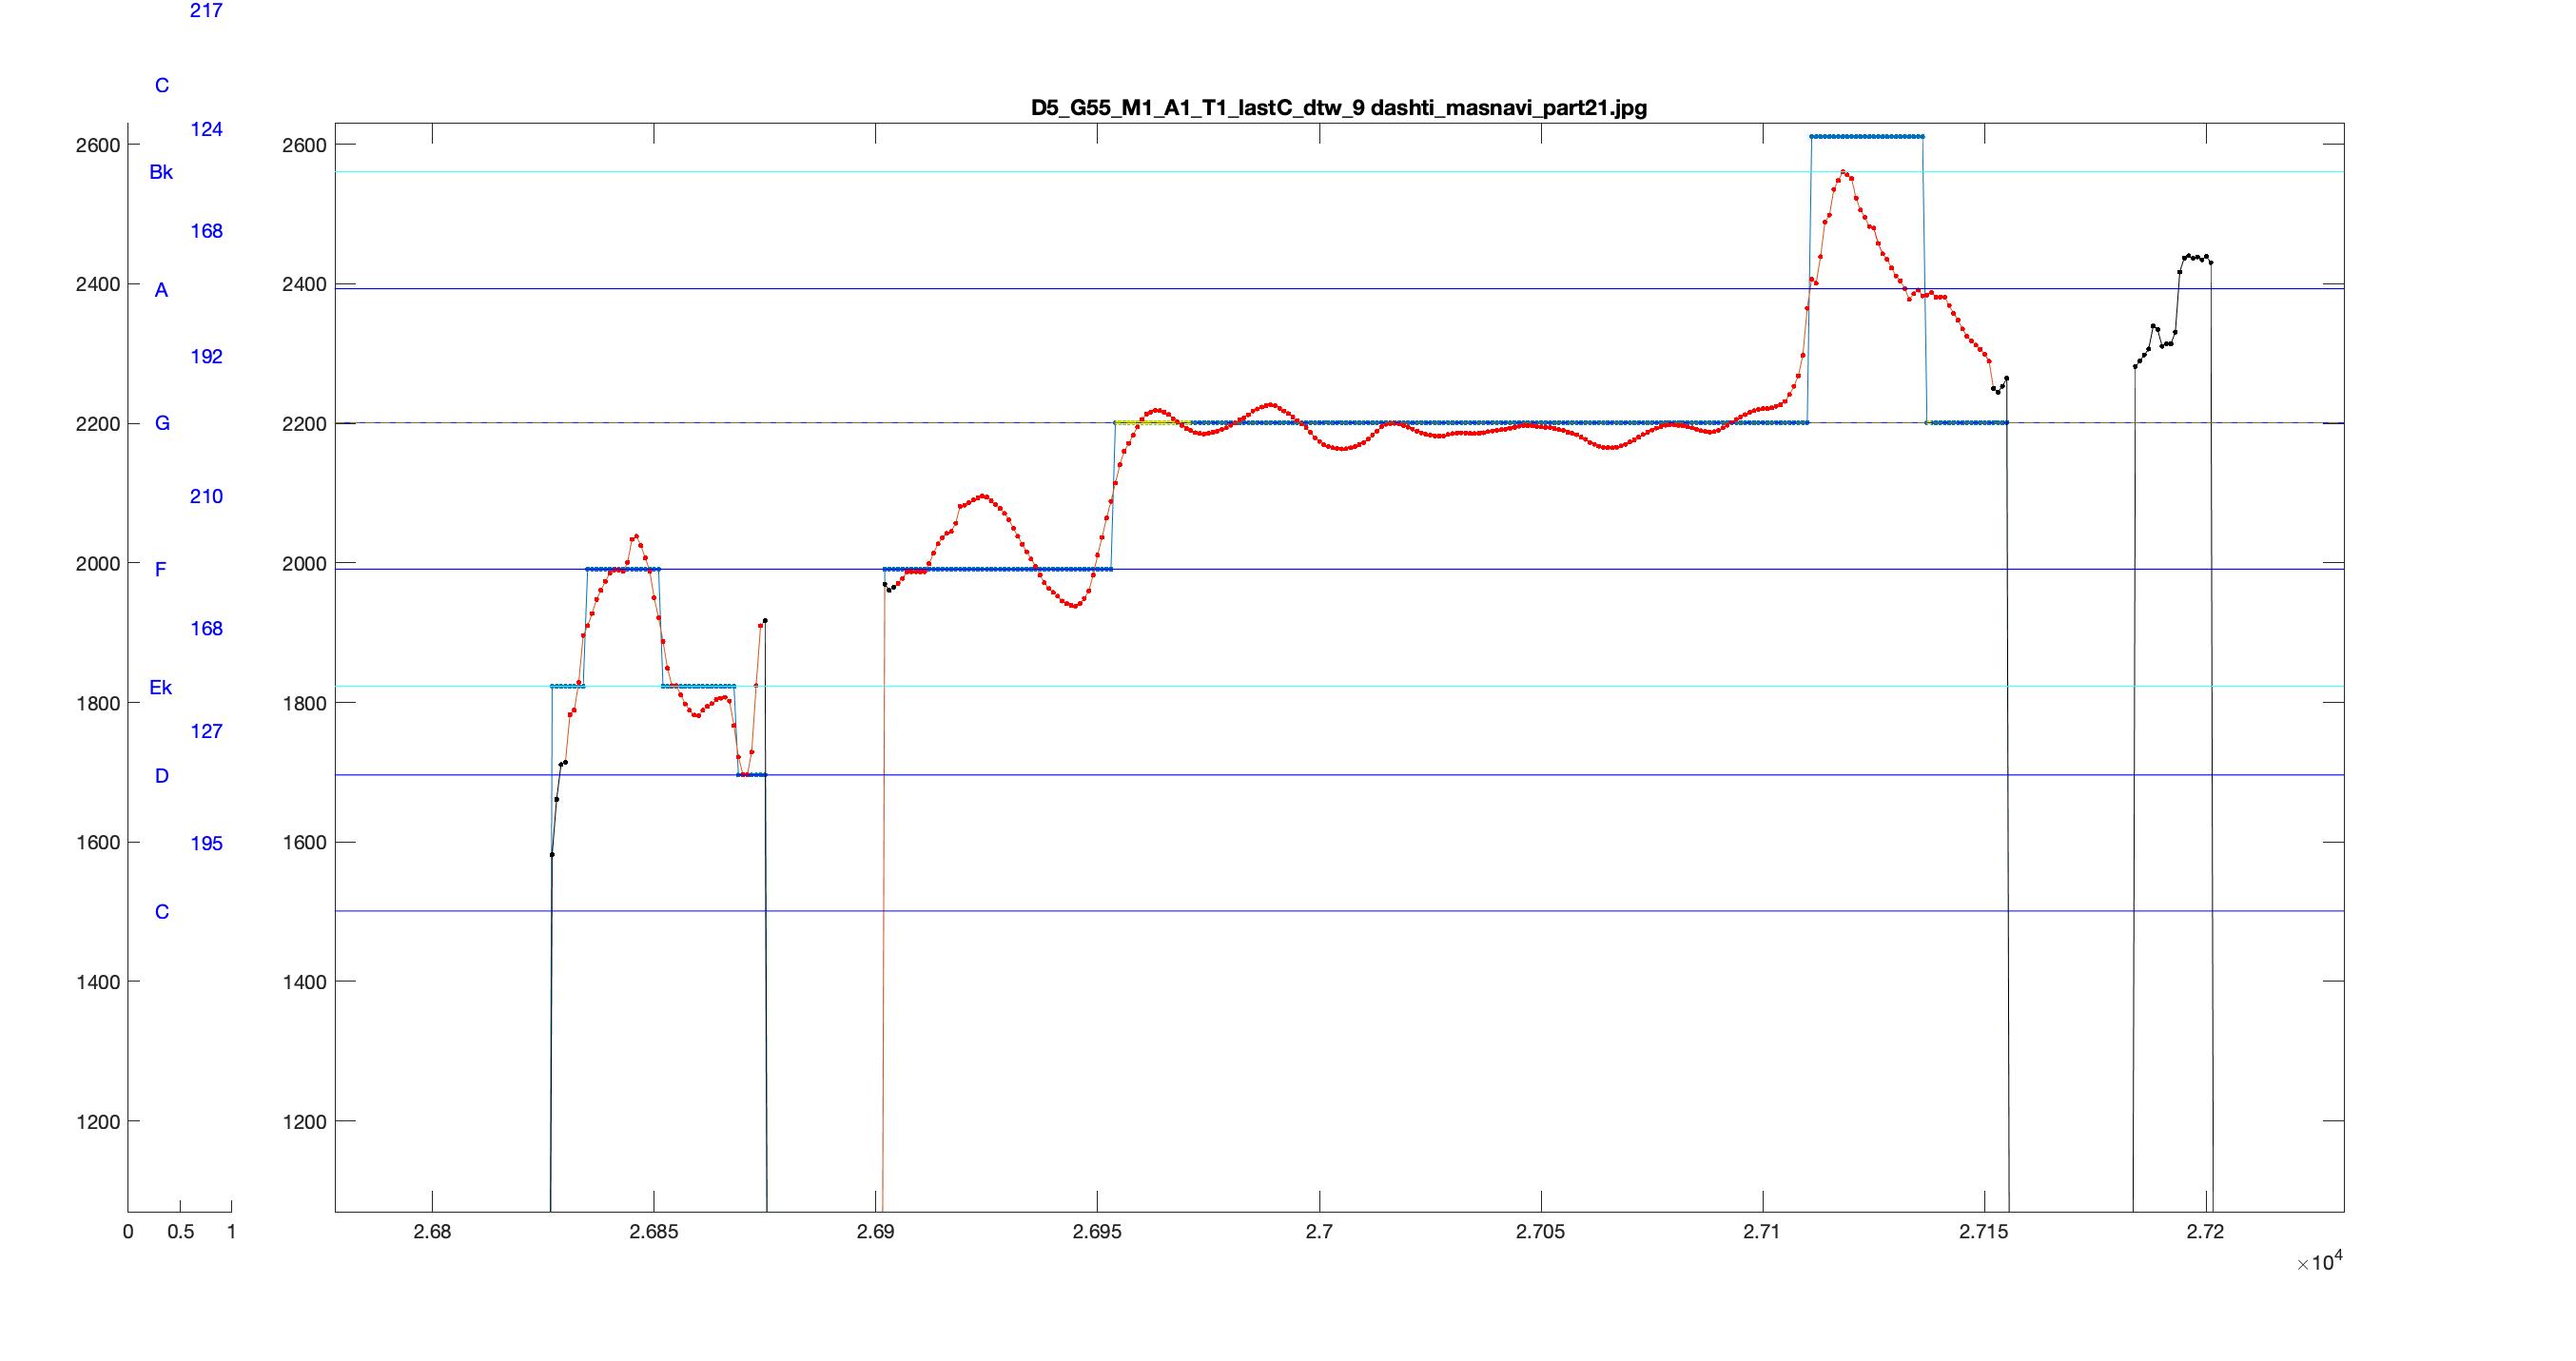 217
C
D5_G55_M1_A1_T1_lastC_dtw_9 dashti_masnavi_part21.jpg
124
2600 2600
Bk
168
2400 A 2400
192
2200 G 2200
210
2000 F 2000
168
Ek
1800 1800
127
D
1600 195 1600
C
1400 1400
1200 1200
0 0.5 1 2.68 2.685 2.69 2.695 2.7 2.705 2.71 2.715 2.72
×10^4